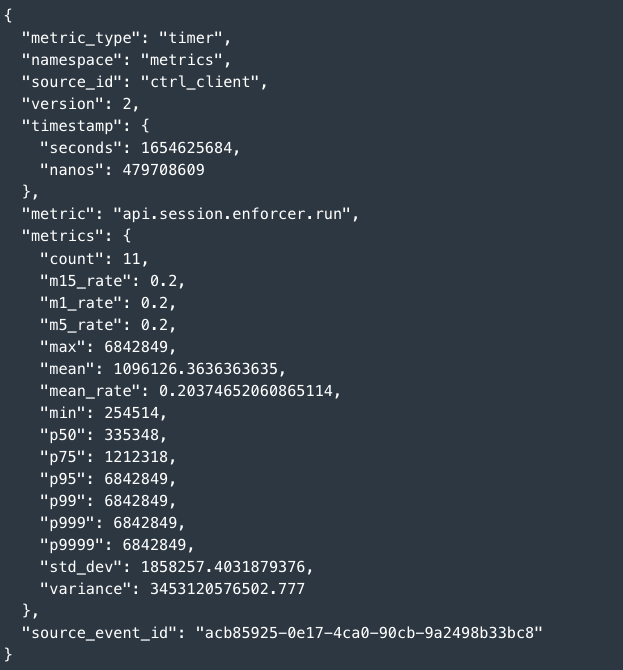 {
"metric_type": "timer",
"namespace": "metrics",
"source_id": "ctrl_client",
"version": 2,
"timestamp": {
"seconds": 1654625684,
"nanos": 479708609
},
"metric": "api.session.enforcer.run",
"metrics": {
"count": 11,
"m15_rate": 0.2,
"m1_rate": 0.2,
"m5_rate": 0.2,
"max": 6842849,
"mean": 1096126.3636363635,
"mean_rate": 0.20374652060865114,
"min": 254514,
"p50": 335348,
"p75": 1212318,
"p95": 6842849,
"p99": 6842849,
"p999": 6842849,
"p9999": 6842849,
"std_dev": 1858257.4031879376,
"variance": 3453120576502.777
},
"source_event_id": "acb85925-0e17-4ca0-90cb-9a2498b33bc8"
}